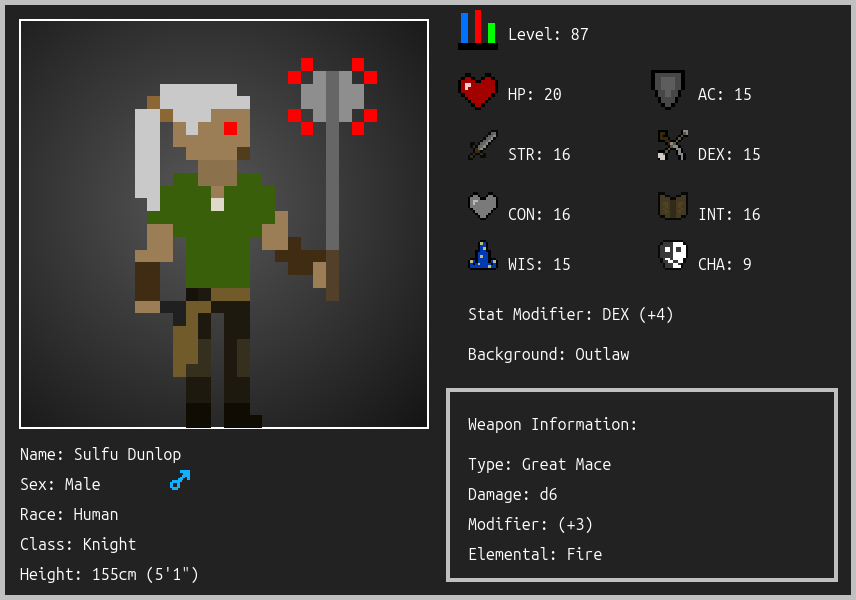 Level: 87
HP: 20
AC: 15
STR: 16
DEX: 15
CON: 16
INT: 16
WIS: 15
CHA: 9
Stat Modifier: DEX (+4)
Background: Outlaw
Weapon Information:
Type: Great Mace
Damage: d6
Modifier: (+3)
Elemental: Fire
Name: Sulfu Dunlop
Sex: Male
Race: Human
Class: Knight
Height: 155cm (5'1")